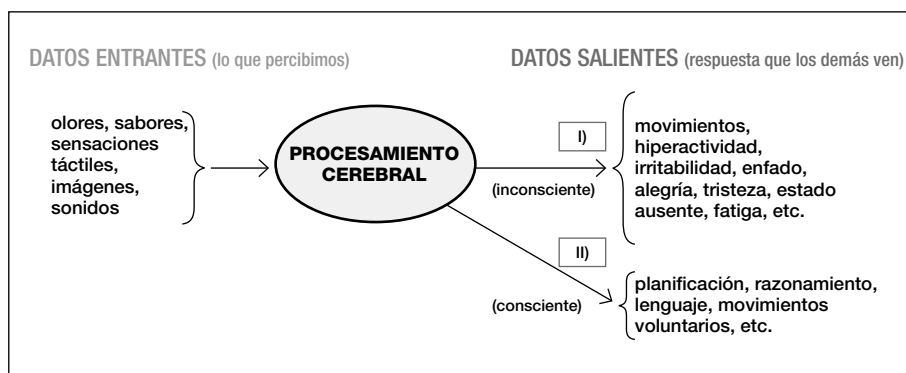 DATOS ENTRANTES (lo que percibimos)
DATOS SALIENTES (respuesta que los demás ven)
olores, sabores,
sensaciones
táctiles,
imágenes,
sonidos
PROCESAMIENTO
CEREBRAL
I)
(inconsciente)
movimientos,
hiperactividad,
irritabilidad, enfado,
alegría, tristeza, estado
ausente, fatiga, etc.
II)
(consciente)
planificación, razonamiento,
lenguaje, movimientos
voluntarios, etc.